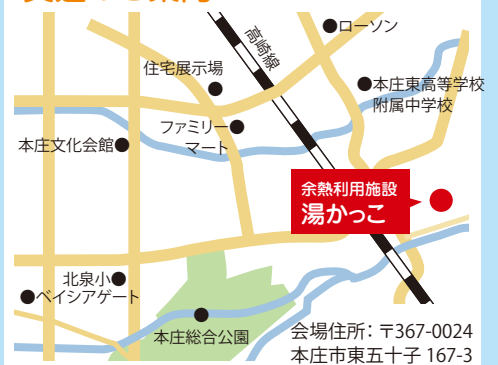 ローソン
高崎線
住宅展示場
本庄東高等学校
附属中学校
ファミリー
マート
本庄文化会館
余熱利用施設
湯かっこ
北泉小
ベイシアゲート
本庄総合公園
会場住所：〒367-0024
本庄市東五十子 167-3